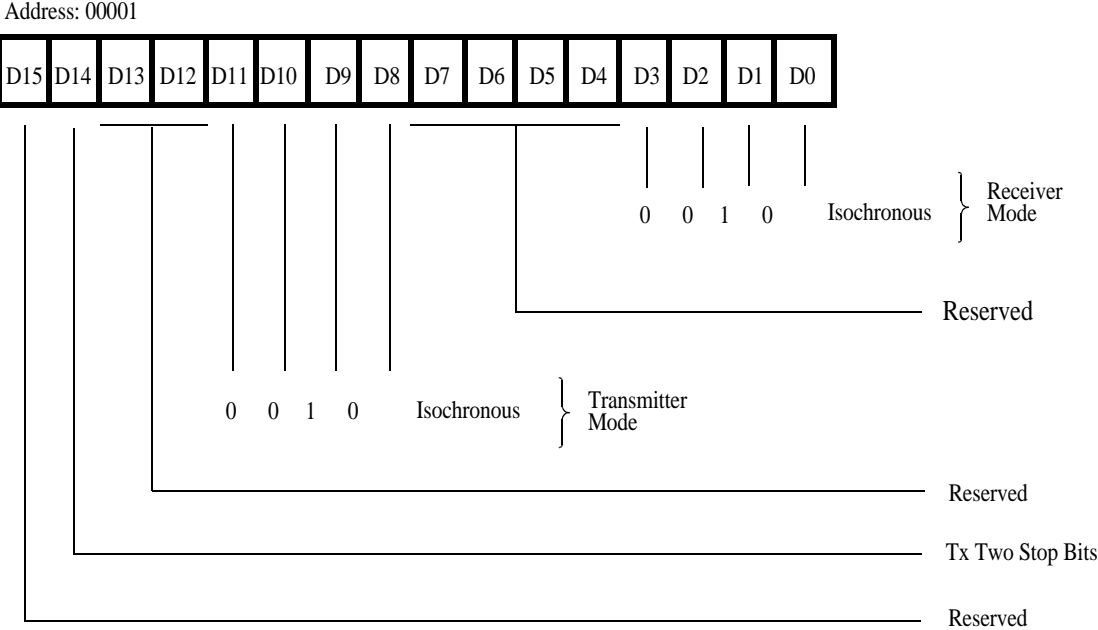 Address: 00001
D15 D14 D13 D12 D11 D10 D9 D8 D7 D6 D5 D4 D3 D2 D1 D0
0 0 1 0 Isochronous Receiver
Mode
Reserved
0 0 1 0 Isochronous Transmitter
Mode
Reserved
Tx Two Stop Bits
Reserved